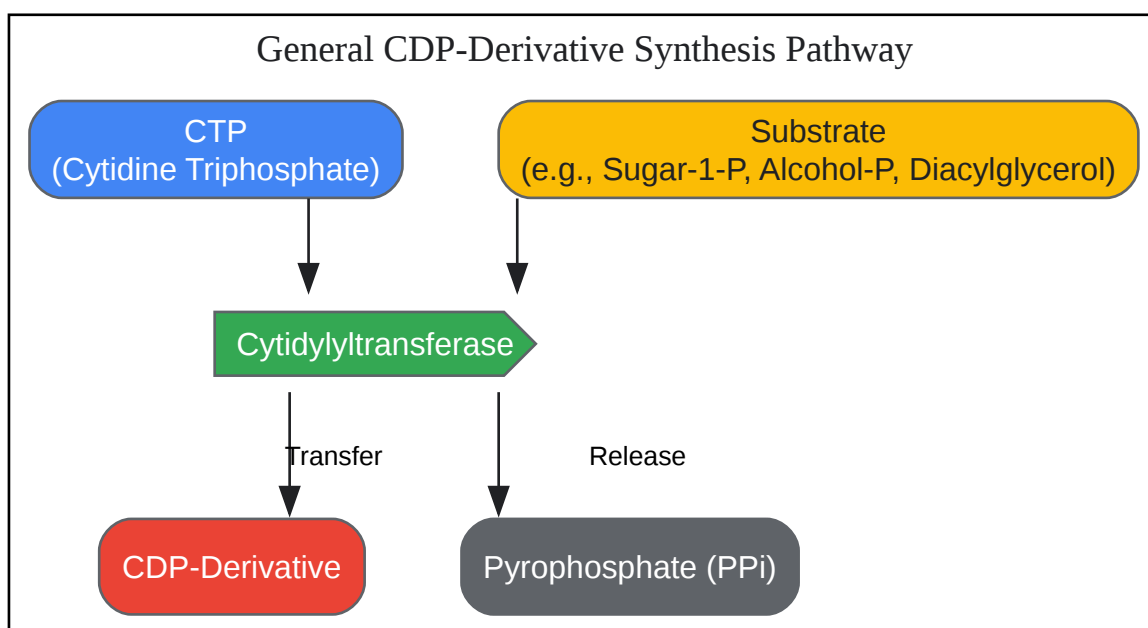 General CDP-Derivative Synthesis Pathway
CTP
(Cytidine Triphosphate)
Substrate
(e.g., Sugar-1-P, Alcohol-P, Diacylglycerol)
Cytidylyltransferase
Transfer
Release
CDP-Derivative
Pyrophosphate (PPi)